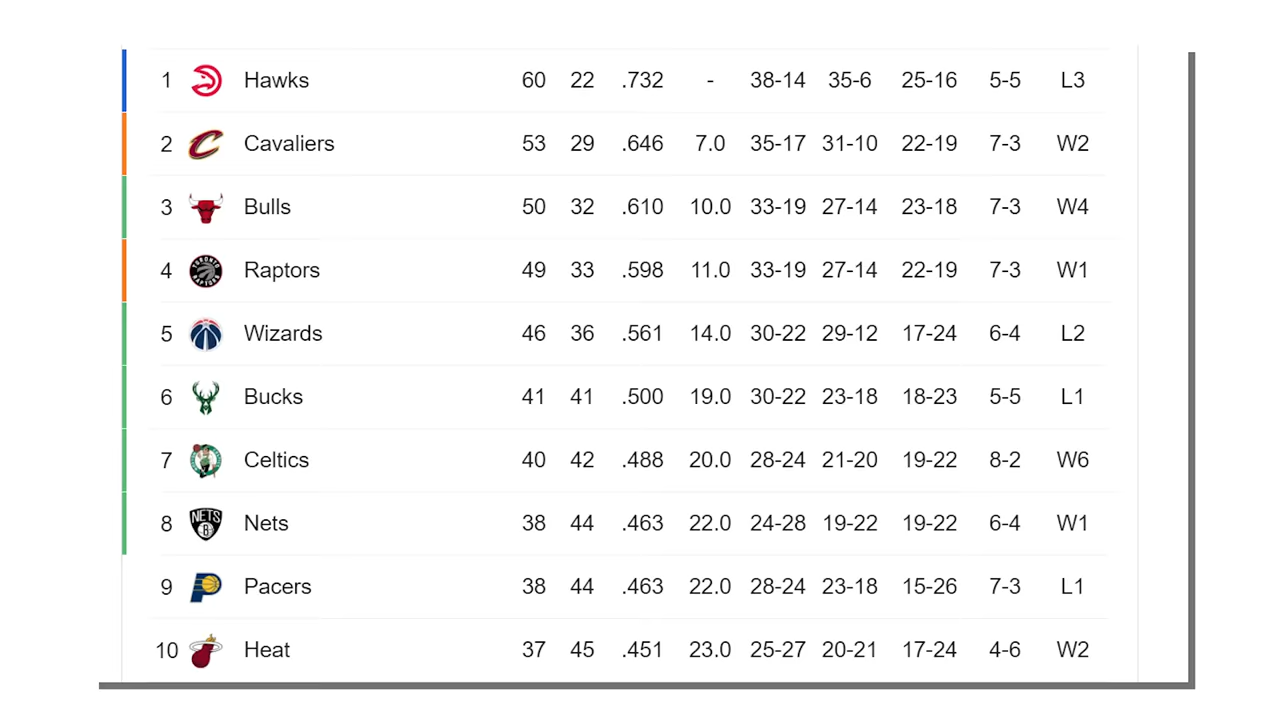 1 Hawks 60 22 .732 - 38-14 35-6 25-16 5-5 L3
2 Cavaliers 53 29 .646 7.0 35-17 31-10 22-19 7-3 W2
3 Bulls 50 32 .610 10.0 33-19 27-14 23-18 7-3 W4
4 TORONTO RAPTORS Raptors 49 33 .598 11.0 33-19 27-14 22-19 7-3 W1
5 Wizards 46 36 .561 14.0 30-22 29-12 17-24 6-4 L2
6 Bucks 41 41 .500 19.0 30-22 23-18 18-23 5-5 L1
7 Celtics 40 42 .488 20.0 28-24 21-20 19-22 8-2 W6
8 NETS B Nets 38 44 .463 22.0 24-28 19-22 19-22 6-4 W1
9 Pacers 38 44 .463 22.0 28-24 23-18 15-26 7-3 L1
10 Heat 37 45 .451 23.0 25-27 20-21 17-24 4-6 W2